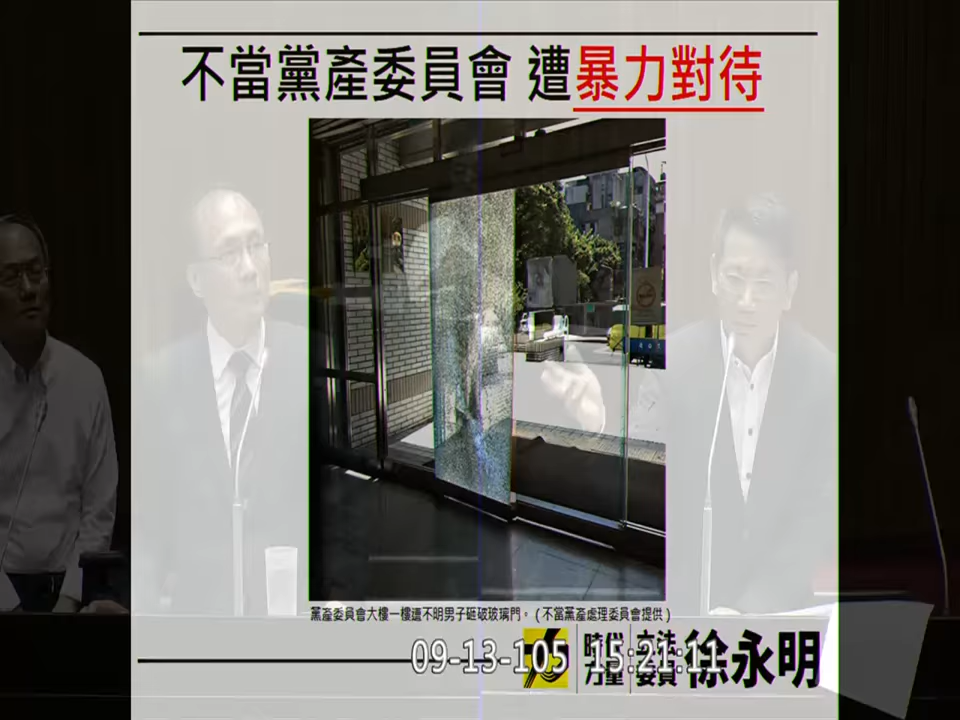 不當黨產委員會 遭暴力對待
黨產委員會大樓一樓遭不明男子砸破玻璃門。(不當黨產處理委員會提供)
時代力量 立法委員 徐永明
09-13-105 15:21:11